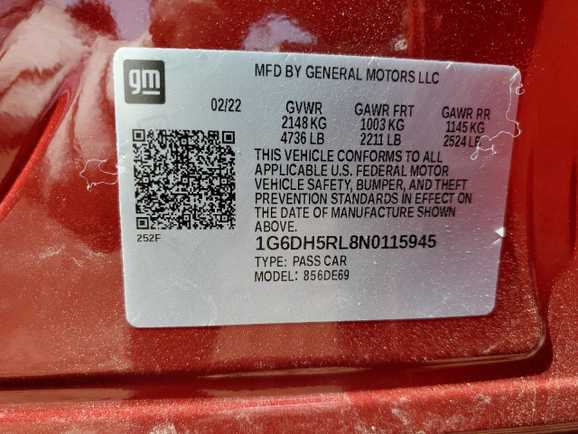 gm
MFD BY GENERAL MOTORS LLC
02/22 GVWR GAWR FRT GAWR RR
2148 KG 1003 KG 1145 KG
4736 LB 2211 LB 2524 LB
THIS VEHICLE CONFORMS TO ALL
APPLICABLE U.S. FEDERAL MOTOR
VEHICLE SAFETY, BUMPER, AND THEFT
PREVENTION STANDARDS IN EFFECT ON
THE DATE OF MANUFACTURE SHOWN
ABOVE.
252F
1G6DH5RL8N0115945
TYPE: PASS CAR
MODEL: 856DE69